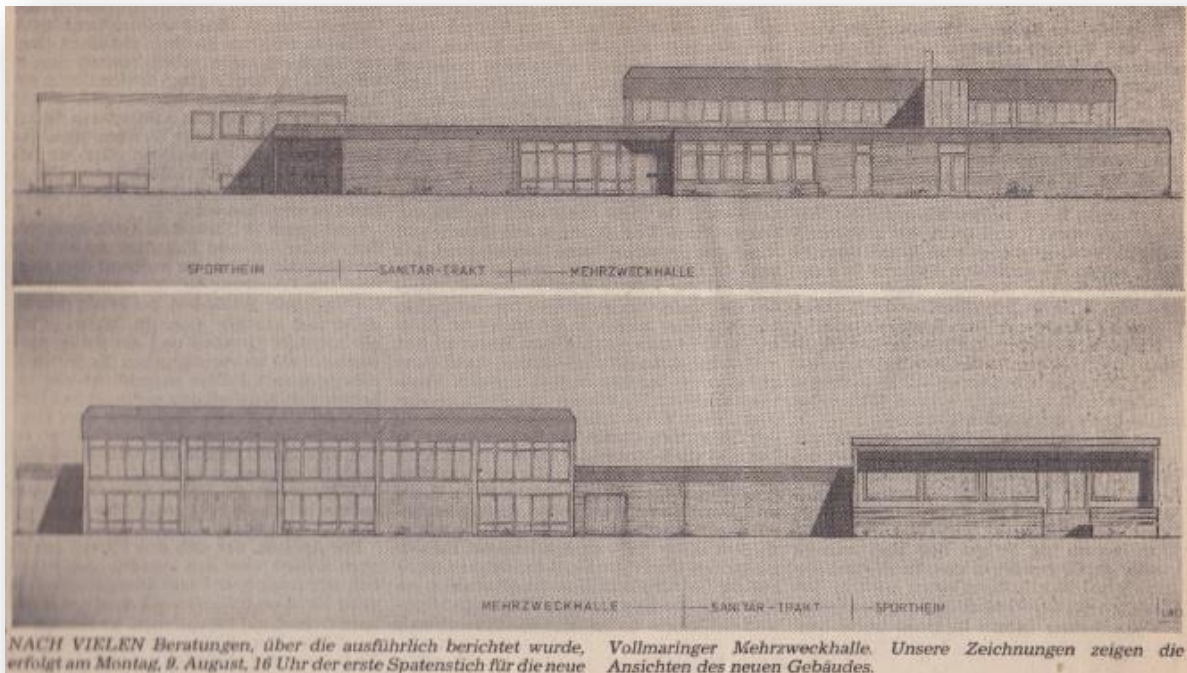 SPORTHEIM SANITÄR-TRAKT MEHRZWECKHALLE
MEHRZWECKHALLE SANITÄR-TRAKT SPORTHEIM
NACH VIELEN Beratungen, über die ausführlich berichtet wurde,
erfolgt am Montag, 9. August, 16 Uhr der erste Spatenstich für die neue
Vollmaringer Mehrzweckhalle. Unsere Zeichnungen zeigen die
Ansichten des neuen Gebäudes.